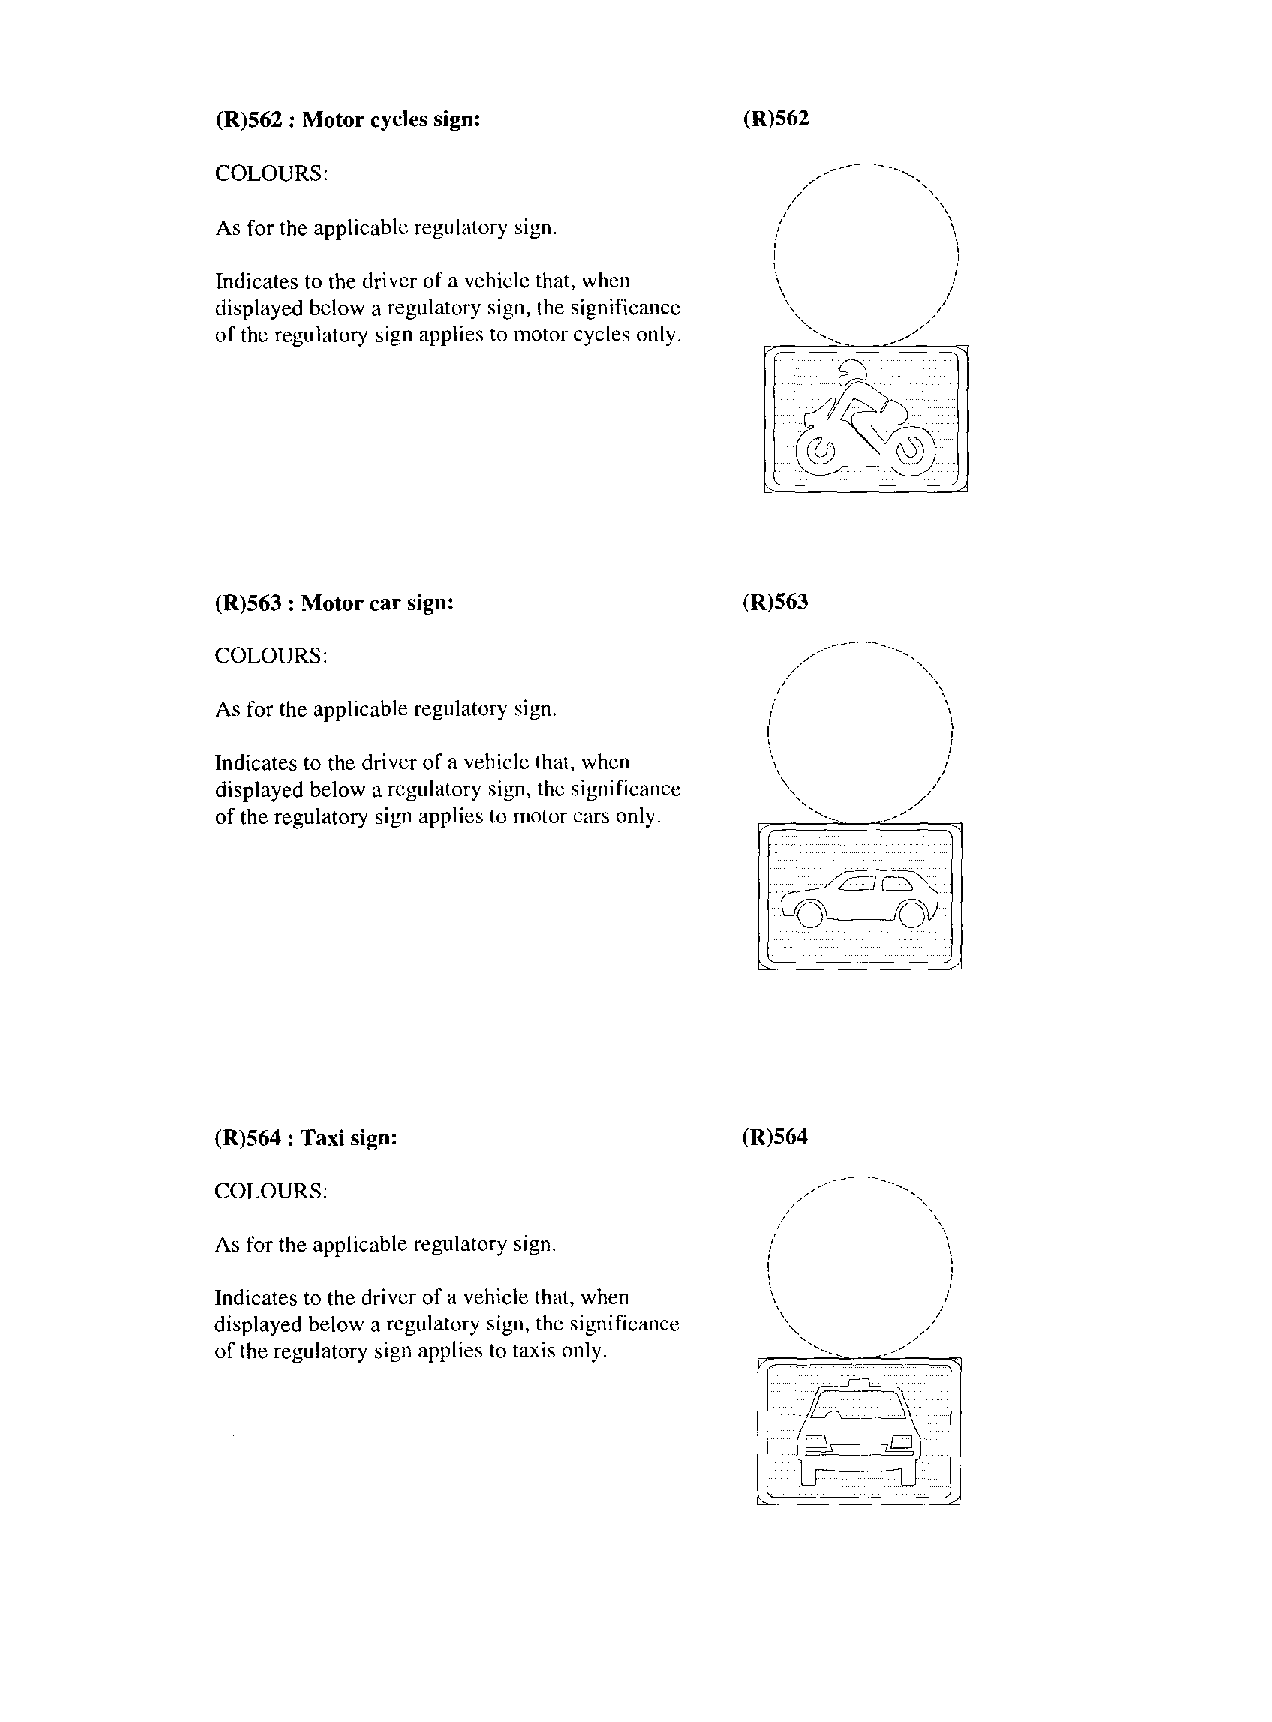 (R)562 : Motor cycles sign:
(R)562
COLOURS:
As for the applicable regulatory sign.
Indicates to the driver of a vehicle that, when
displayed below a regulatory sign, the significance
of the regulatory sign applies to motor cycles only.
(R)563 : Motor car sign:
(R)563
COLOURS:
As for the applicable regulatory sign.
Indicates to the driver of a vehicle that, when
displayed below a regulatory sign, the significance
of the regulatory sign applies to motor cars only.
(R)564 : Taxi sign:
(R)564
COLOURS:
As for the applicable regulatory sign.
Indicates to the driver of a vehicle that, when
displayed below a regulatory sign, the significance
of the regulatory sign applies to taxis only.